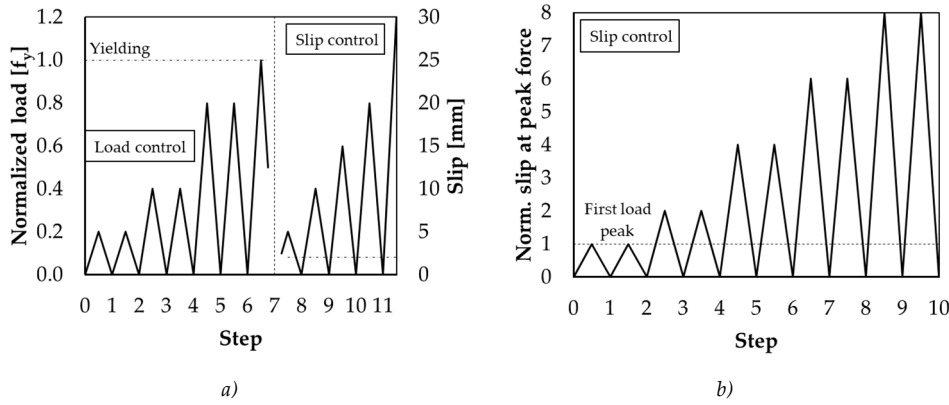 1.2
1.0
0.8
0.6
0.4
0.2
0.0
Normalized load [fy]
Yielding
Load control
Slip control
30
25
20
15
10
5
0
Slip [mm]
0 1 2 3 4 5 6 7 8 9 10 11
Step
a)
8
7
6
5
4
3
2
1
0
Norm. slip at peak force
Slip control
First load
peak
0 1 2 3 4 5 6 7 8 9 10
Step
b)